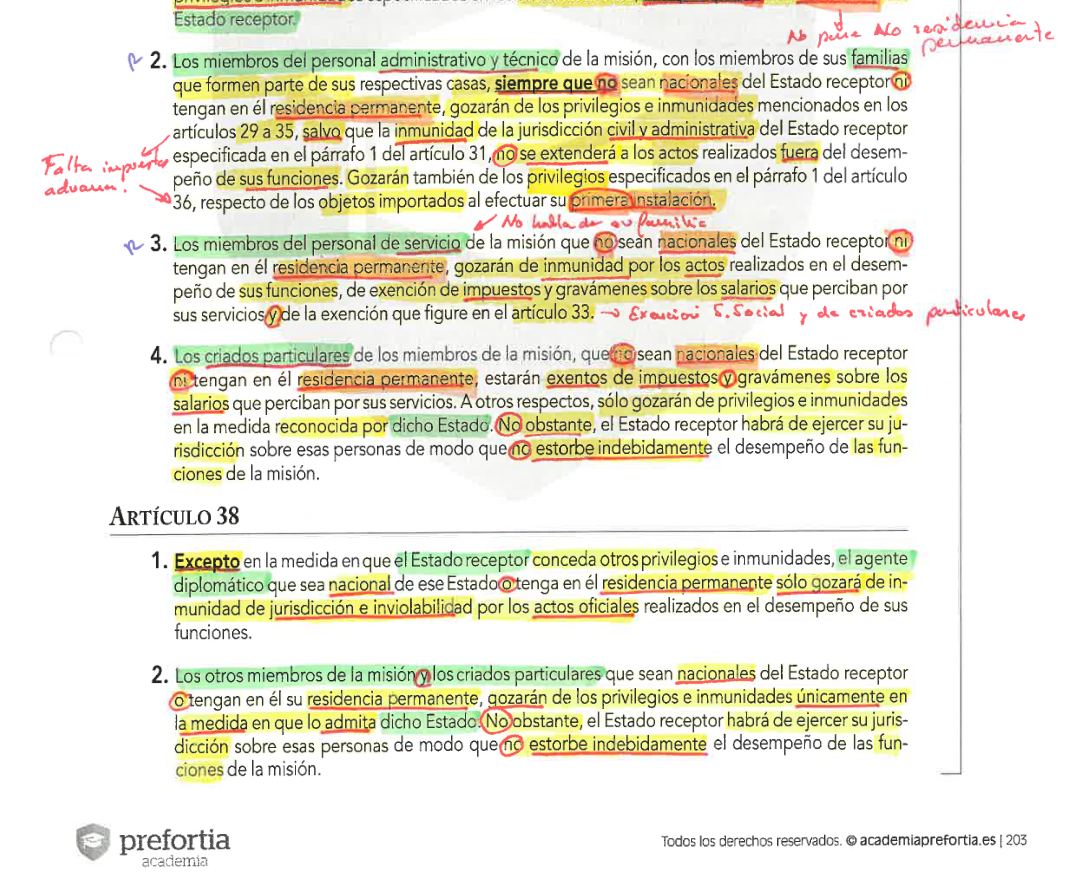 Estado receptor.
No pone No residencia
permanente
2. Los miembros del personal administrativo y técnico de la misión, con los miembros de sus familias
que formen parte de sus respectivas casas, siempre que no sean nacionales del Estado receptor ni
tengan en él residencia permanente, gozarán de los privilegios e inmunidades mencionados en los
artículos 29 a 35, salvo que la inmunidad de la jurisdicción civil y administrativa del Estado receptor
especificada en el párrafo 1 del artículo 31, no se extenderá a los actos realizados fuera del desem-
peño de sus funciones. Gozarán también de los privilegios especificados en el párrafo 1 del artículo
36, respecto de los objetos importados al efectuar su primera instalación.
Falta impuestos
aduana.
No habla de su familia
3. Los miembros del personal de servicio de la misión que no sean nacionales del Estado receptor ni
tengan en él residencia permanente, gozarán de inmunidad por los actos realizados en el desem-
peño de sus funciones, de exención de impuestos y gravámenes sobre los salarios que perciban por
sus servicios y de la exención que figure en el artículo 33. → Exención S. Social y de criados particulares
4. Los criados particulares de los miembros de la misión, que no sean nacionales del Estado receptor
ni tengan en él residencia permanente, estarán exentos de impuestos y gravámenes sobre los
salarios que perciban por sus servicios. A otros respectos, sólo gozarán de privilegios e inmunidades
en la medida reconocida por dicho Estado. No obstante, el Estado receptor habrá de ejercer su ju-
risdicción sobre esas personas de modo que no estorbe indebidamente el desempeño de las fun-
ciones de la misión.
ARTÍCULO 38
1. Excepto en la medida en que el Estado receptor conceda otros privilegios e inmunidades, el agente
diplomático que sea nacional de ese Estado o tenga en él residencia permanente sólo gozará de in-
munidad de jurisdicción e inviolabilidad por los actos oficiales realizados en el desempeño de sus
funciones.
2. Los otros miembros de la misión y los criados particulares que sean nacionales del Estado receptor
o tengan en él su residencia permanente, gozarán de los privilegios e inmunidades únicamente en
la medida en que lo admita dicho Estado. No obstante, el Estado receptor habrá de ejercer su juris-
dicción sobre esas personas de modo que no estorbe indebidamente el desempeño de las fun-
ciones de la misión.
prefortia
academia
Todos los derechos reservados. © academiaprefortia.es | 203